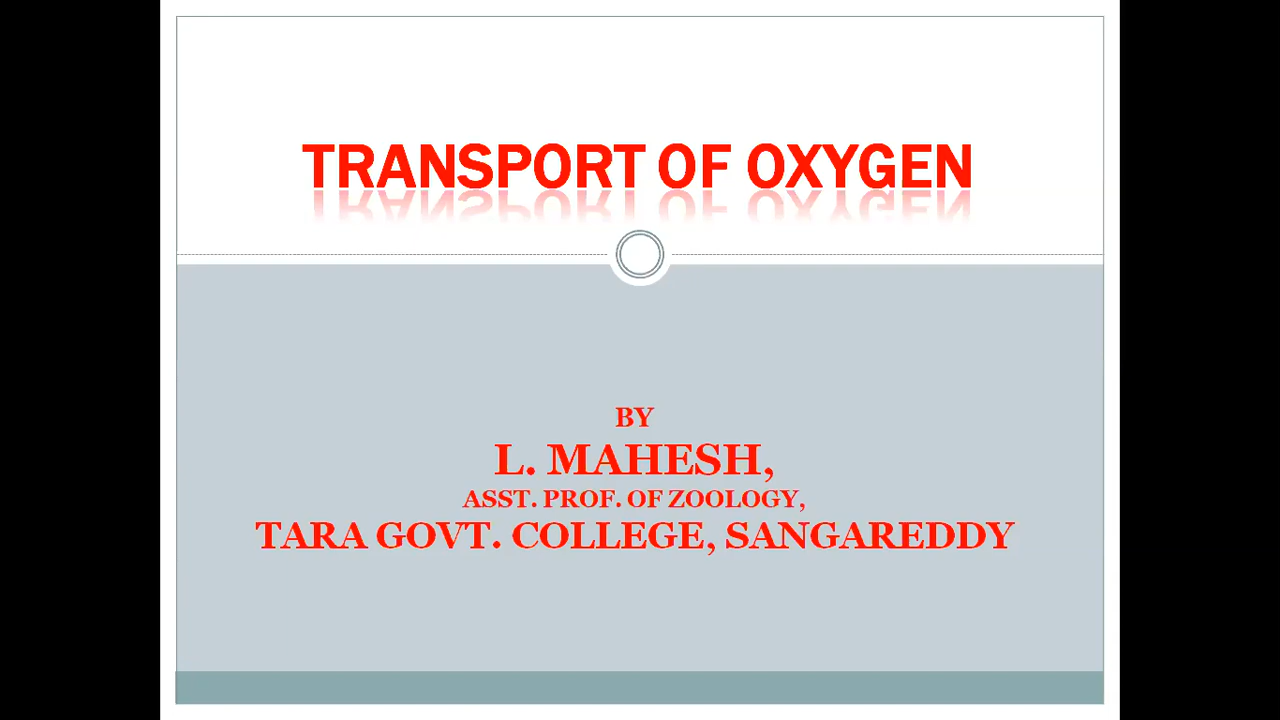 TRANSPORT OF OXYGEN
BY
L. MAHESH,
ASST. PROF. OF ZOOLOGY,
TARA GOVT. COLLEGE, SANGAREDDY